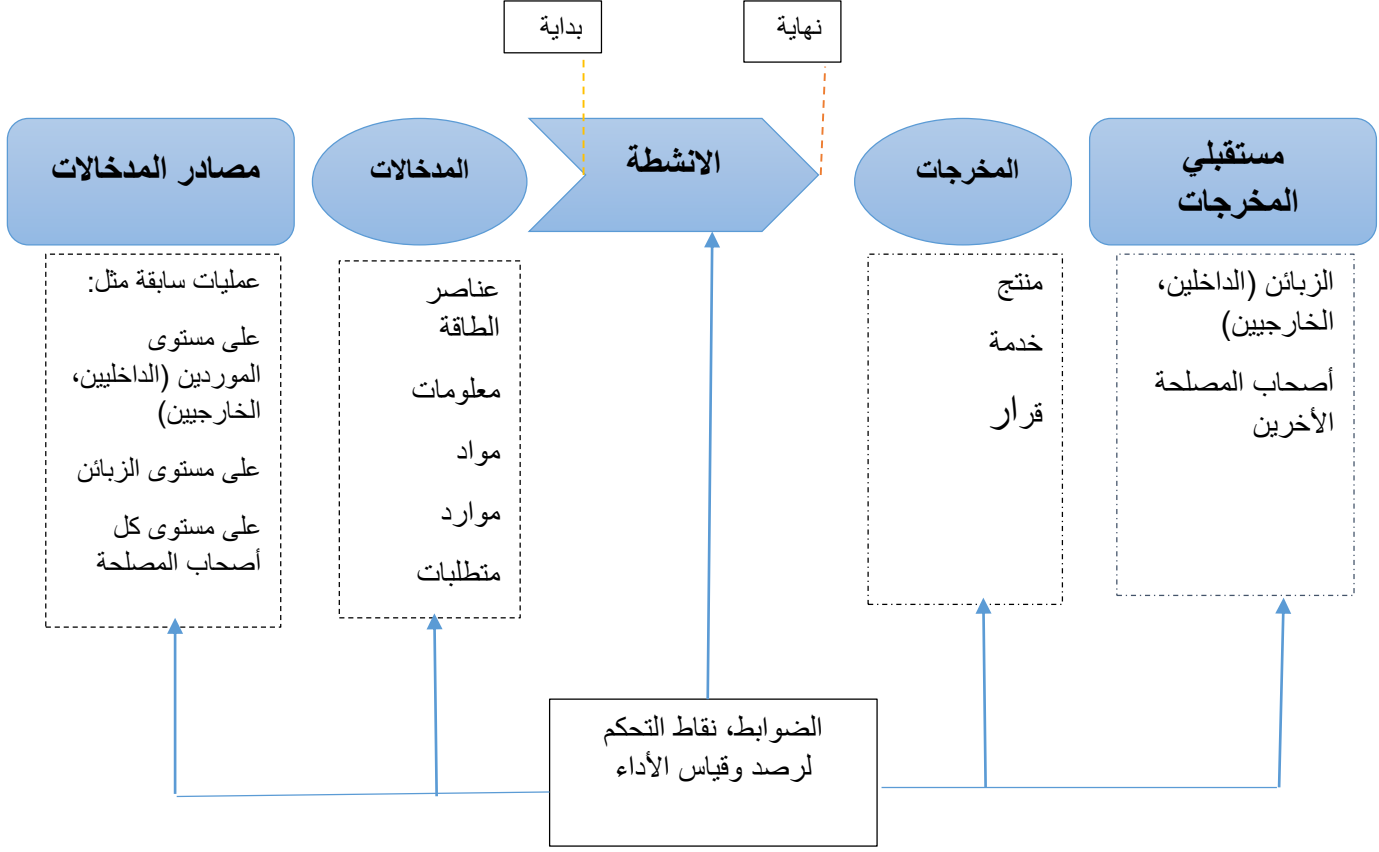 بداية
نهاية
مصادر المدخالات
المدخالات
الانشطة
المخرجات
مستقبلي
المخرجات
عمليات سابقة مثل:
على مستوى
الموردين (الداخليين،
الخارجيين)
على مستوى الزبائن
على مستوى كل
أصحاب المصلحة
عناصر
الطاقة
معلومات
مواد
موارد
متطلبات
منتج
خدمة
قرار
الزبائن (الداخلين،
الخارجيين)
أصحاب المصلحة
الأخرين
الضوابط، نقاط التحكم
لرصد وقياس الأداء